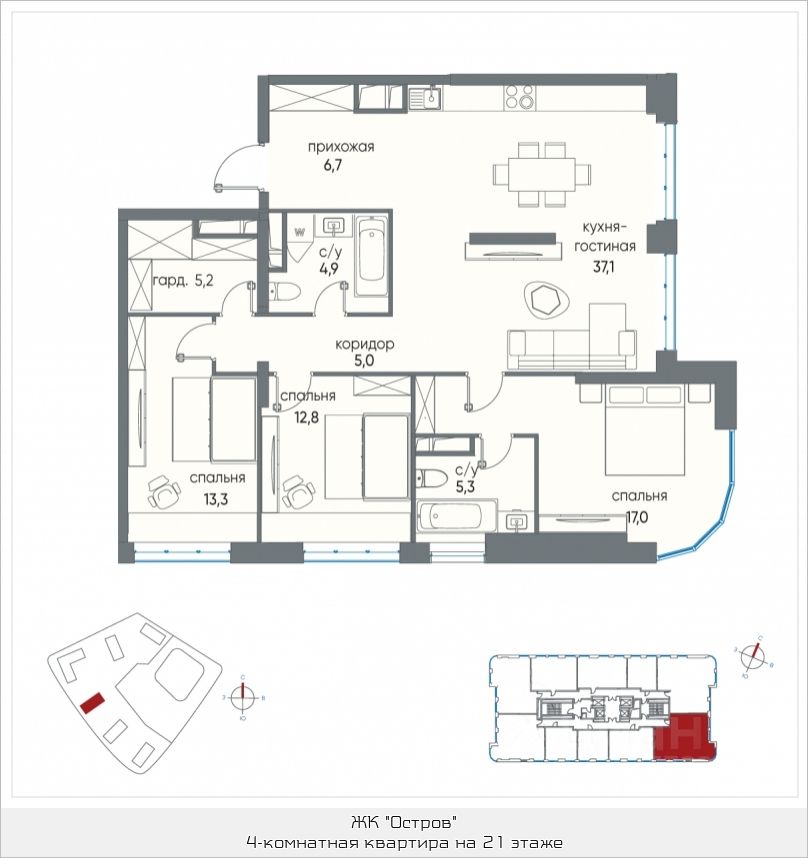 прихожая
6,7
кухня-
гостиная
37,1
W
с/у
4,9
гард. 5,2
коридор
5,0
спальня
12,8
спальня
13,3
с/у
5,3
спальня
17,0
С
З В
Ю
С
З В
Ю
ЖК "Остров"
4-комнатная квартира на 21 этаже